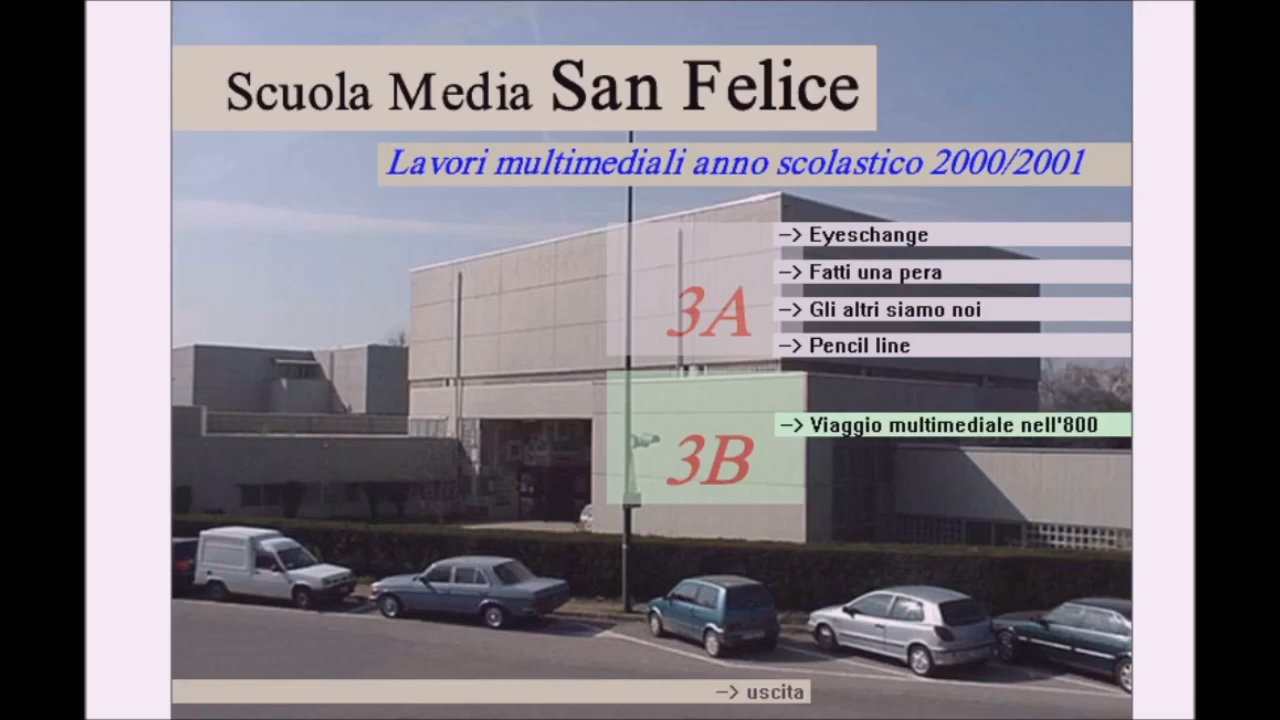 Scuola Media San Felice
Lavori multimediali anno scolastico 2000/2001
3A
--> Eyeschange
--> Fatti una pera
--> Gli altri siamo noi
--> Pencil line
3B
--> Viaggio multimediale nell'800
--> uscita